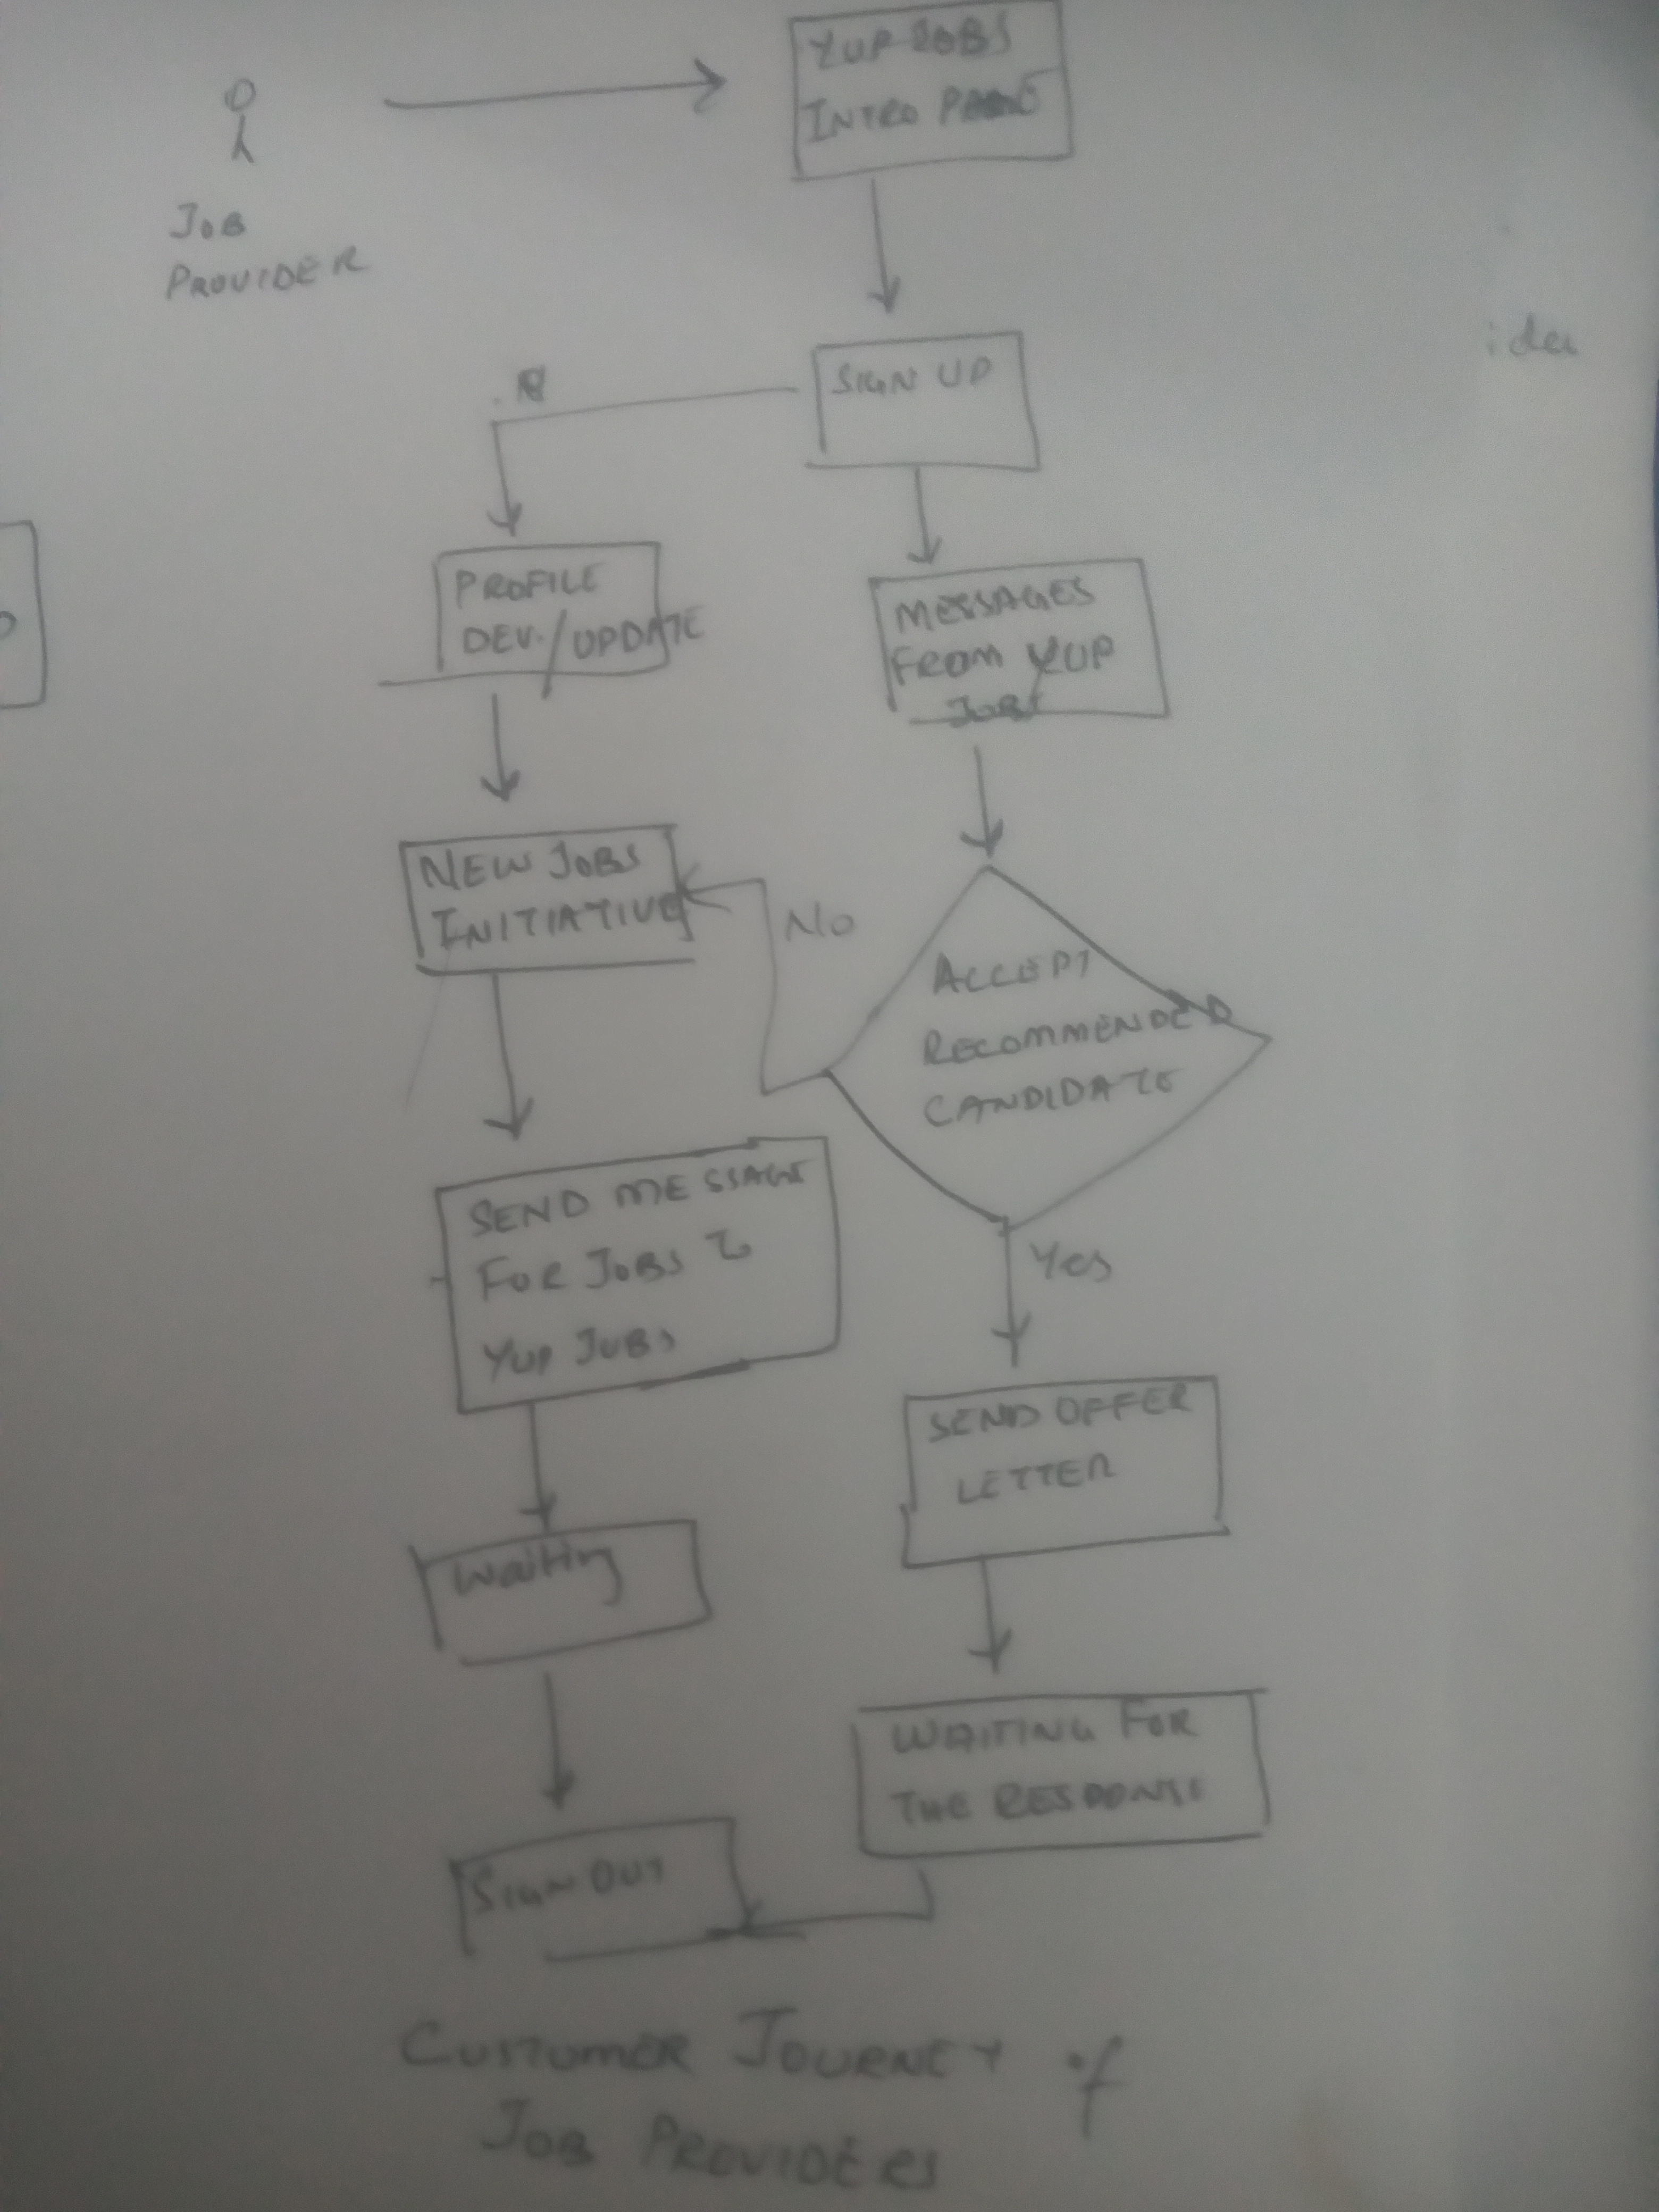 YUP JOBS
INTRO PAGE
JOB
PROVIDER
idea
SIGN UP
PROFILE
DEV./UPDATE
MESSAGES
FROM YUP
JOBS
NEW JOBS
INITIATIVE
No
ACCEPT
RECOMMENDED
CANDIDATE
SEND MESSAGE
FOR JOBS TO
YUP JOBS
Yes
SEND OFFER
LETTER
Waiting
WAITING FOR
THE RESPONSE
SIGN OUT
CUSTOMER JOURNEY of
JOB PROVIDERS